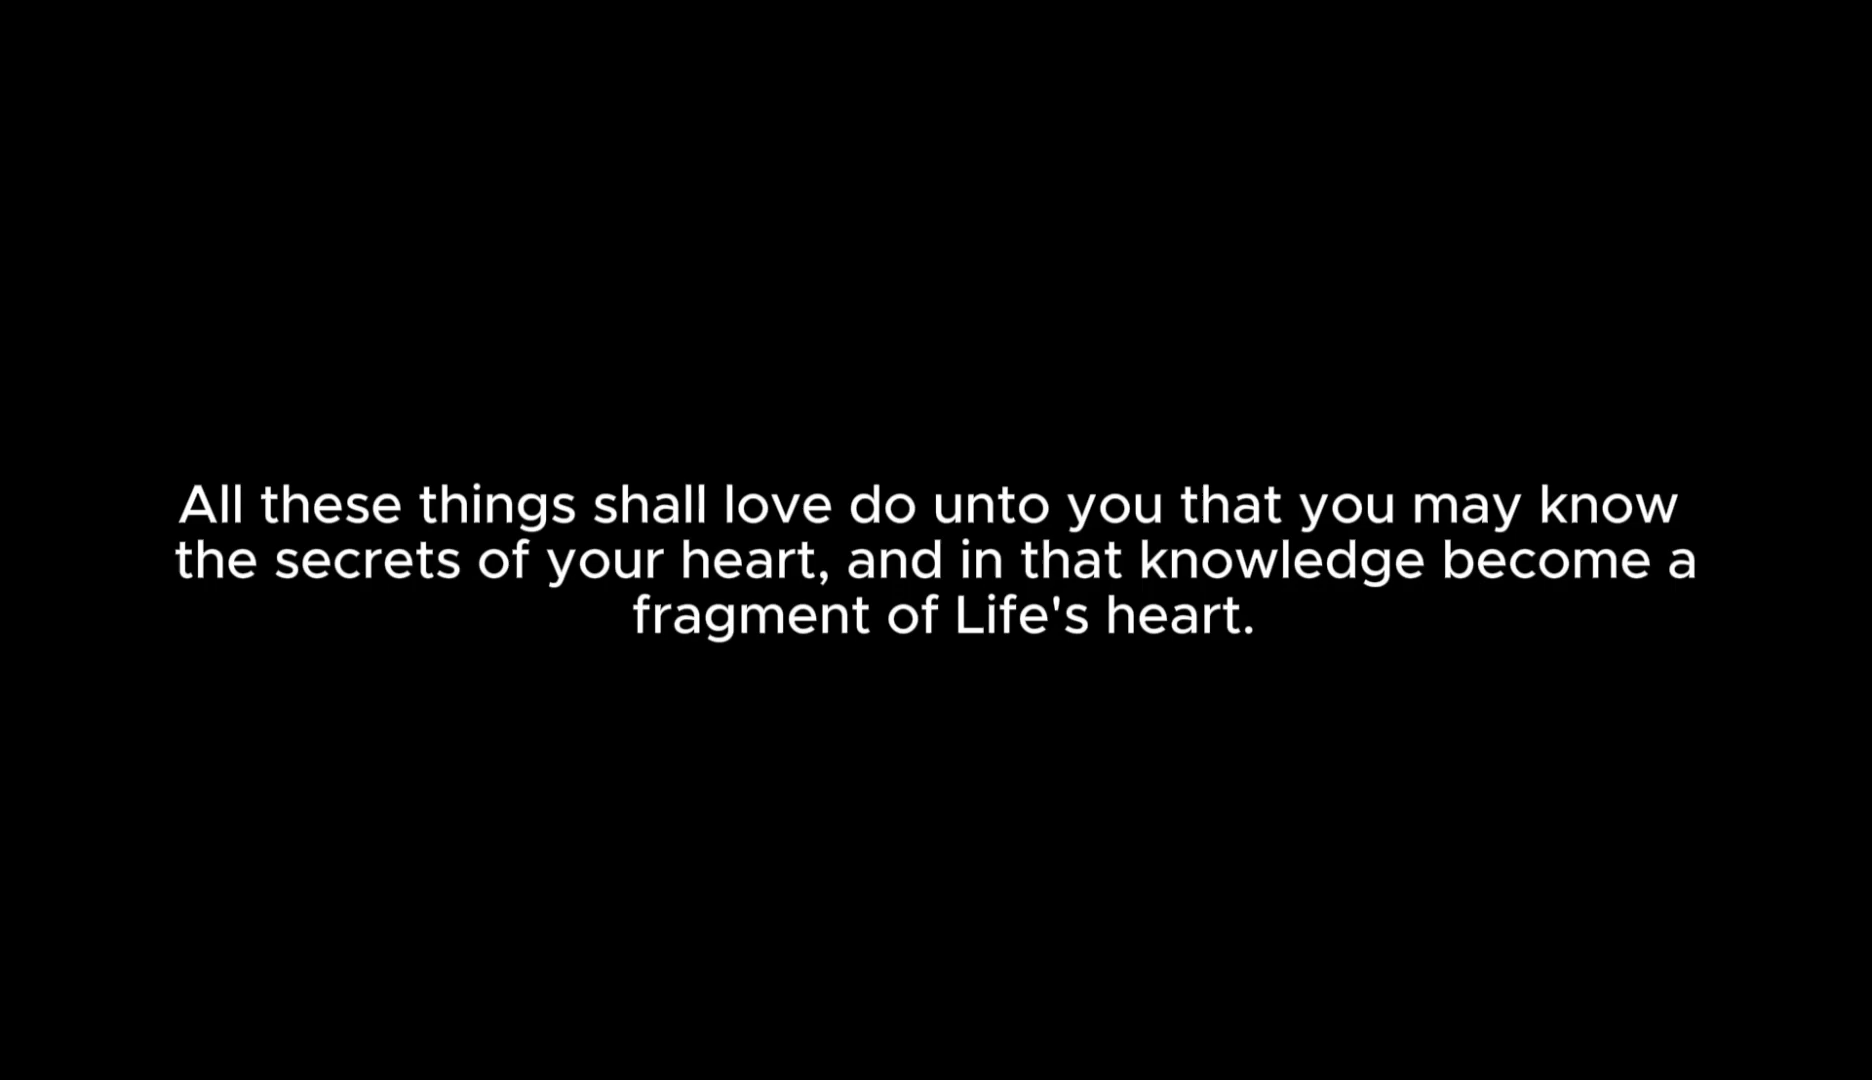 All these things shall love do unto you that you may know
the secrets of your heart, and in that knowledge become a
fragment of Life's heart.